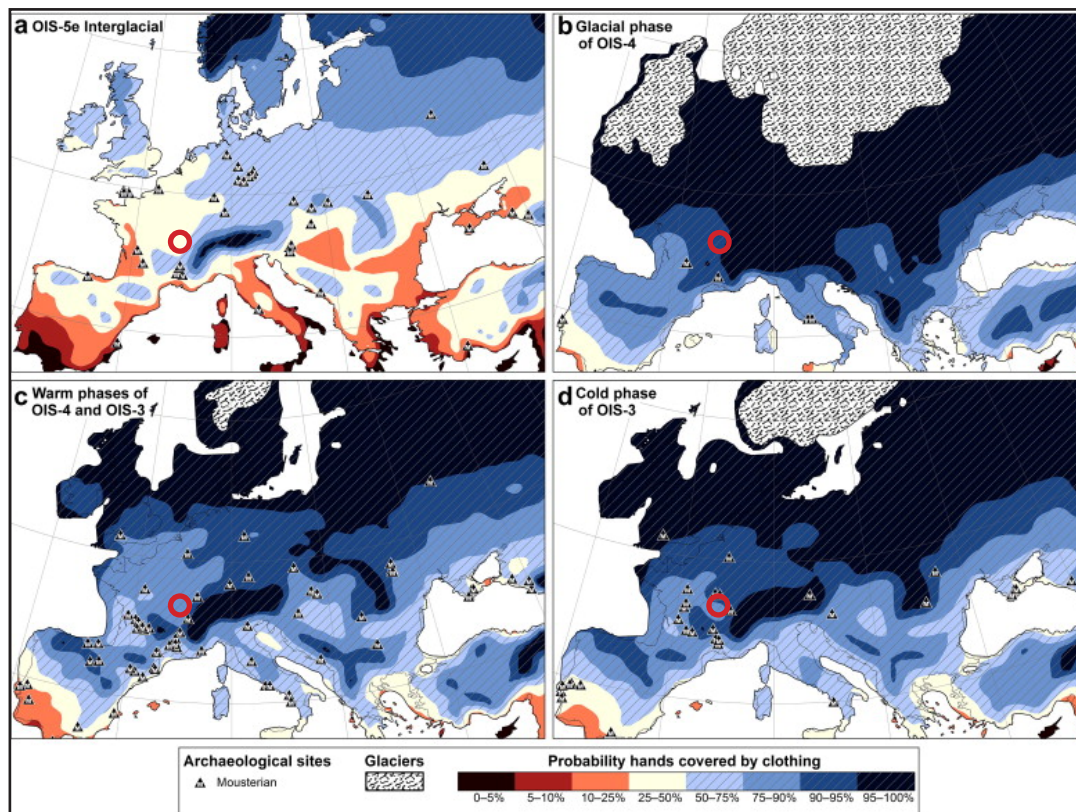 a OIS-5e Interglacial
b Glacial phase
of OIS-4
c Warm phases of
OIS-4 and OIS-3
d Cold phase
of OIS-3
Archaeological sites
Mousterian
Glaciers
Probability hands covered by clothing
0–5% 5–10% 10–25% 25–50% 50–75% 75–90% 90–95% 95–100%